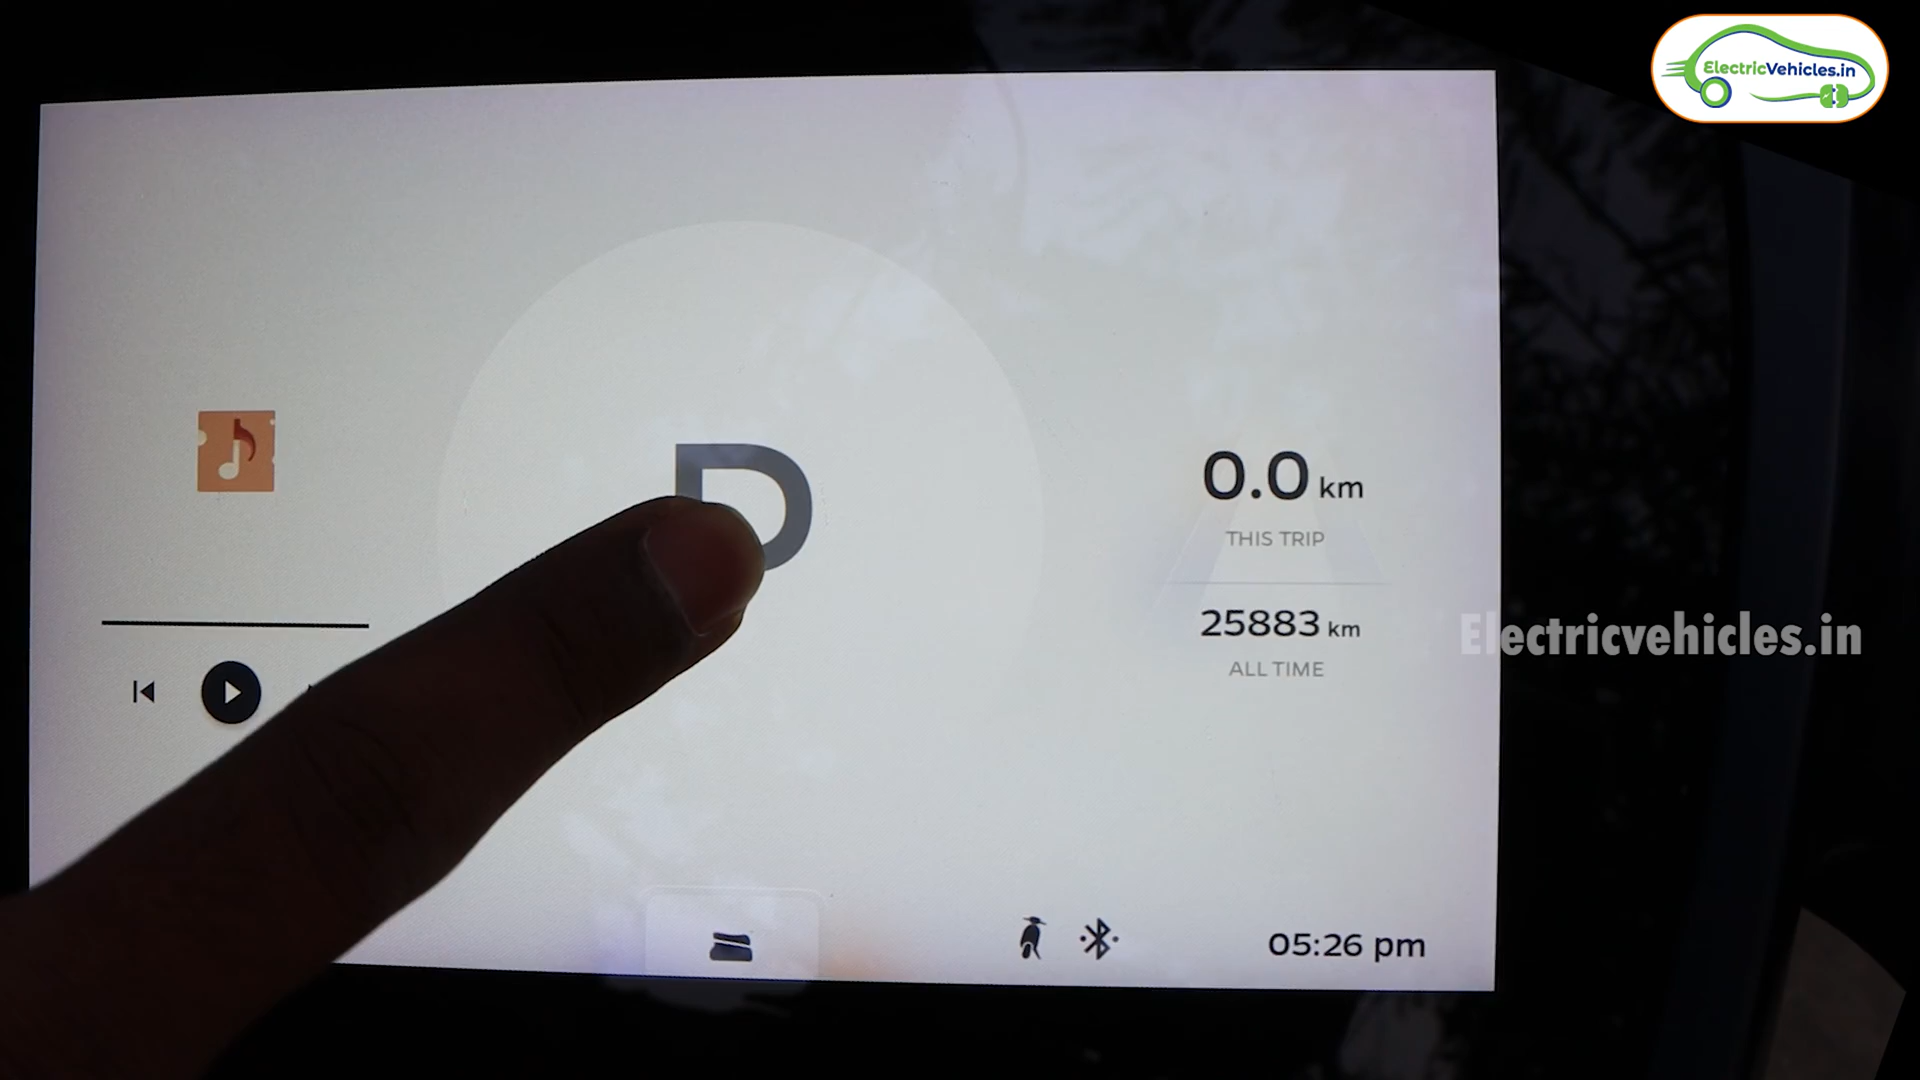 ElectricVehicles.in
0.0 km
THIS TRIP
25883 km
ALL TIME
Electricvehicles.in
05:26 pm